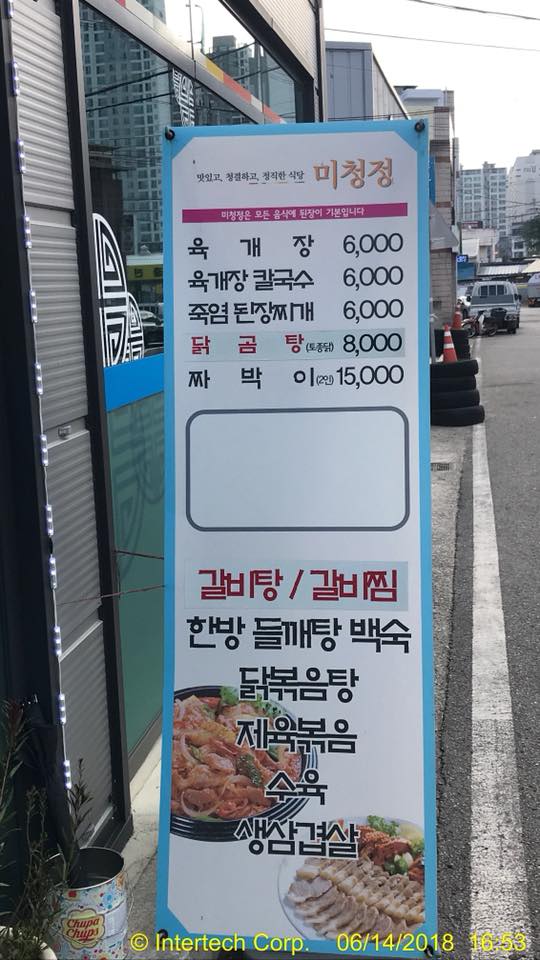 맛있고, 청결하고, 정직한 식당 미청정
미청정은 모든 음식에 된장이 기본입니다
육 개 장 6,000
육개장 칼국수 6,000
죽염 된장찌개 6,000
닭 곰 탕 (토종닭) 8,000
짜 박 이 (2인) 15,000
갈비탕 / 갈비찜
한방 들깨탕 백숙
닭볶음탕
제육볶음
수육
생삼겹살
Chupa Chups
© Intertech Corp. 06/14/2018 16:53